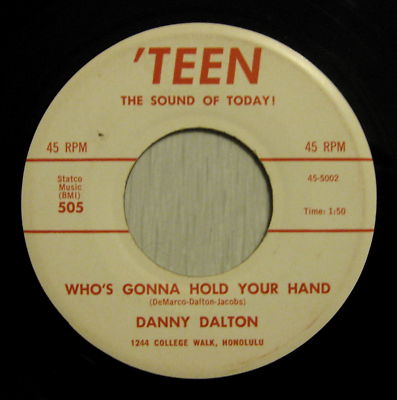 'TEEN
THE SOUND OF TODAY!
45 RPM 45 RPM
Statco
Music
(BMI)
505
45-5002
Time: 1:50
WHO'S GONNA HOLD YOUR HAND
(DeMarco-Dalton-Jacobs)
DANNY DALTON
1244 COLLEGE WALK, HONOLULU